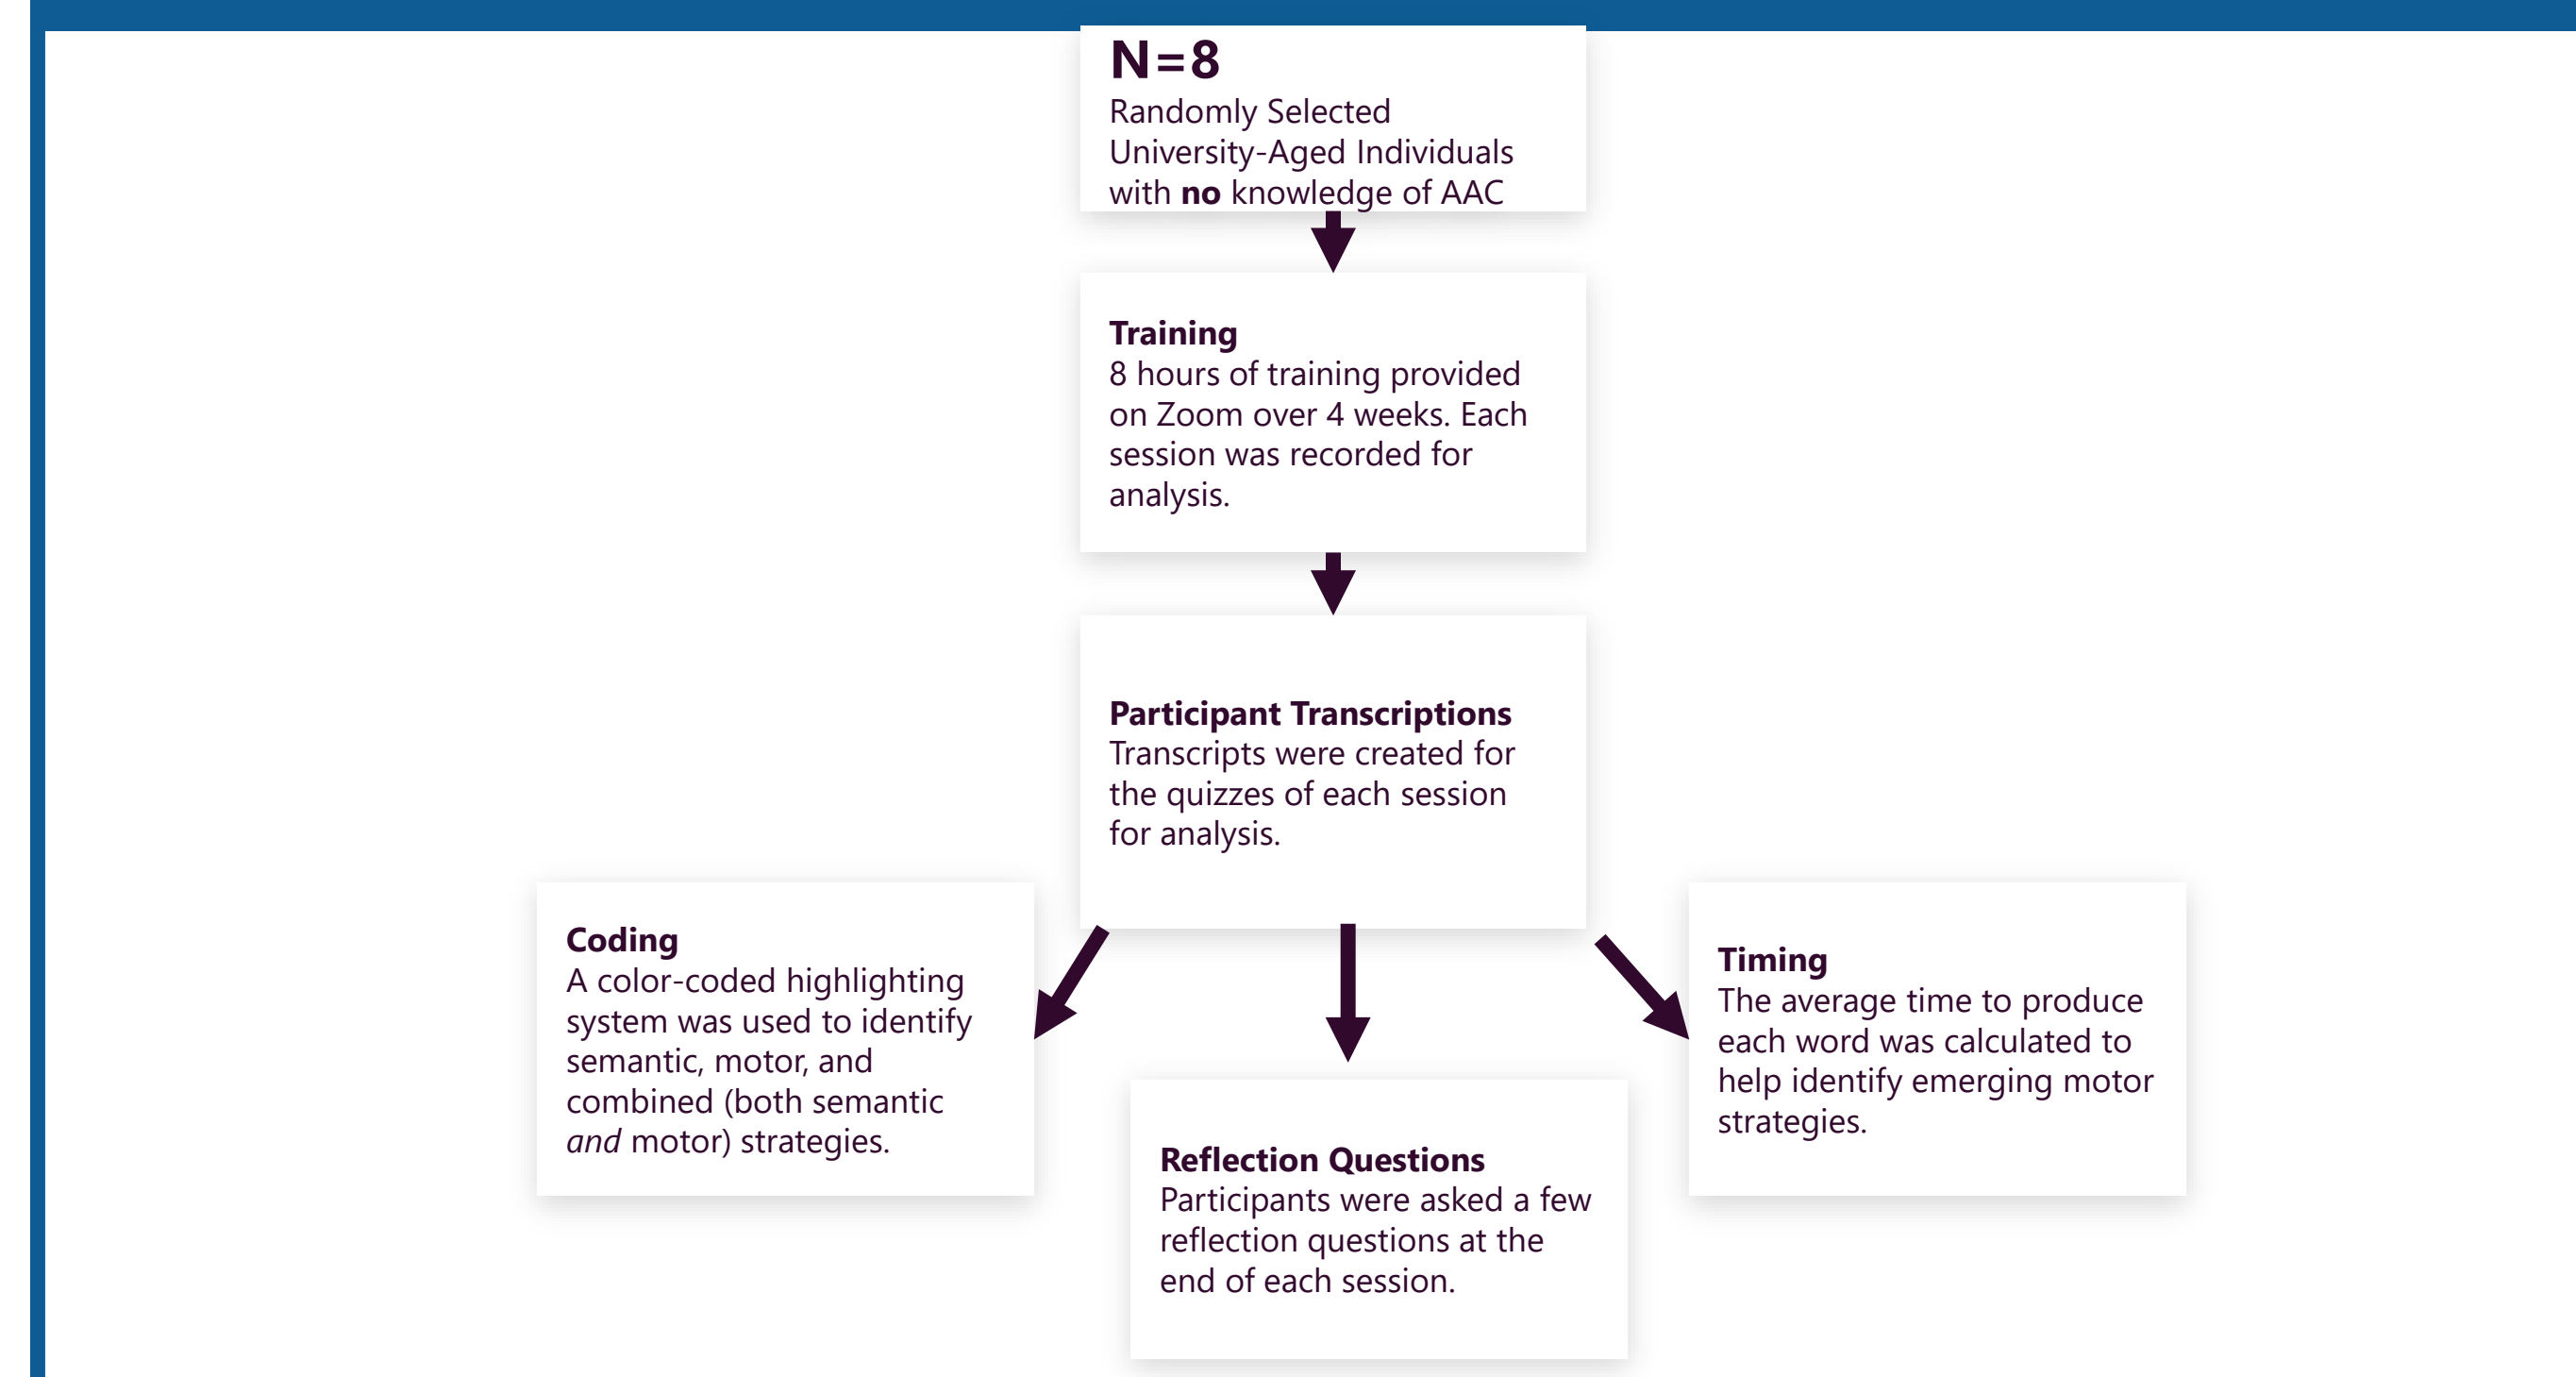 N=8
Randomly Selected
University-Aged Individuals
with no knowledge of AAC
Training
8 hours of training provided
on Zoom over 4 weeks. Each
session was recorded for
analysis.
Participant Transcriptions
Transcripts were created for
the quizzes of each session
for analysis.
Coding
A color-coded highlighting
system was used to identify
semantic, motor, and
combined (both semantic
and motor) strategies.
Reflection Questions
Participants were asked a few
reflection questions at the
end of each session.
Timing
The average time to produce
each word was calculated to
help identify emerging motor
strategies.